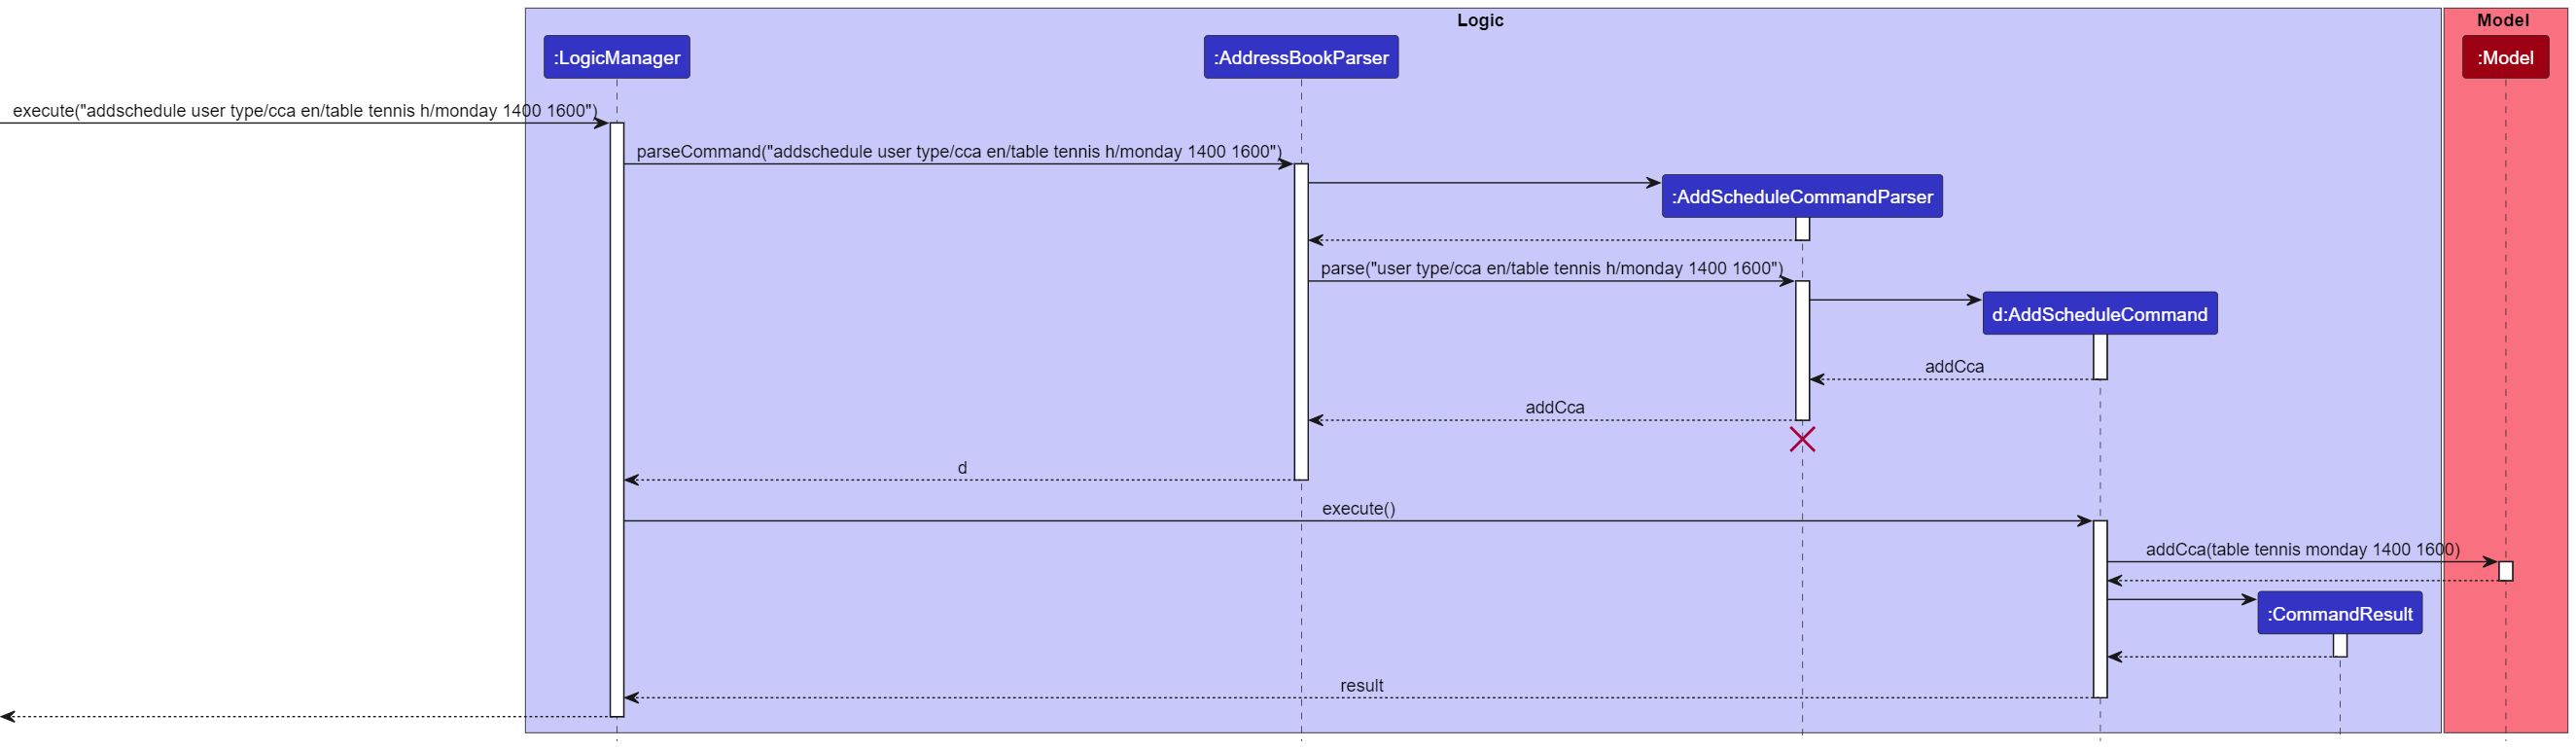 Logic
Model
:LogicManager
:AddressBookParser
:Model
execute("addschedule user type/cca en/table tennis h/monday 1400 1600")
parseCommand("addschedule user type/cca en/table tennis h/monday 1400 1600")
:AddScheduleCommandParser
parse("user type/cca en/table tennis h/monday 1400 1600")
d:AddScheduleCommand
addCca
addCca
d
execute()
addCca(table tennis monday 1400 1600)
:CommandResult
result